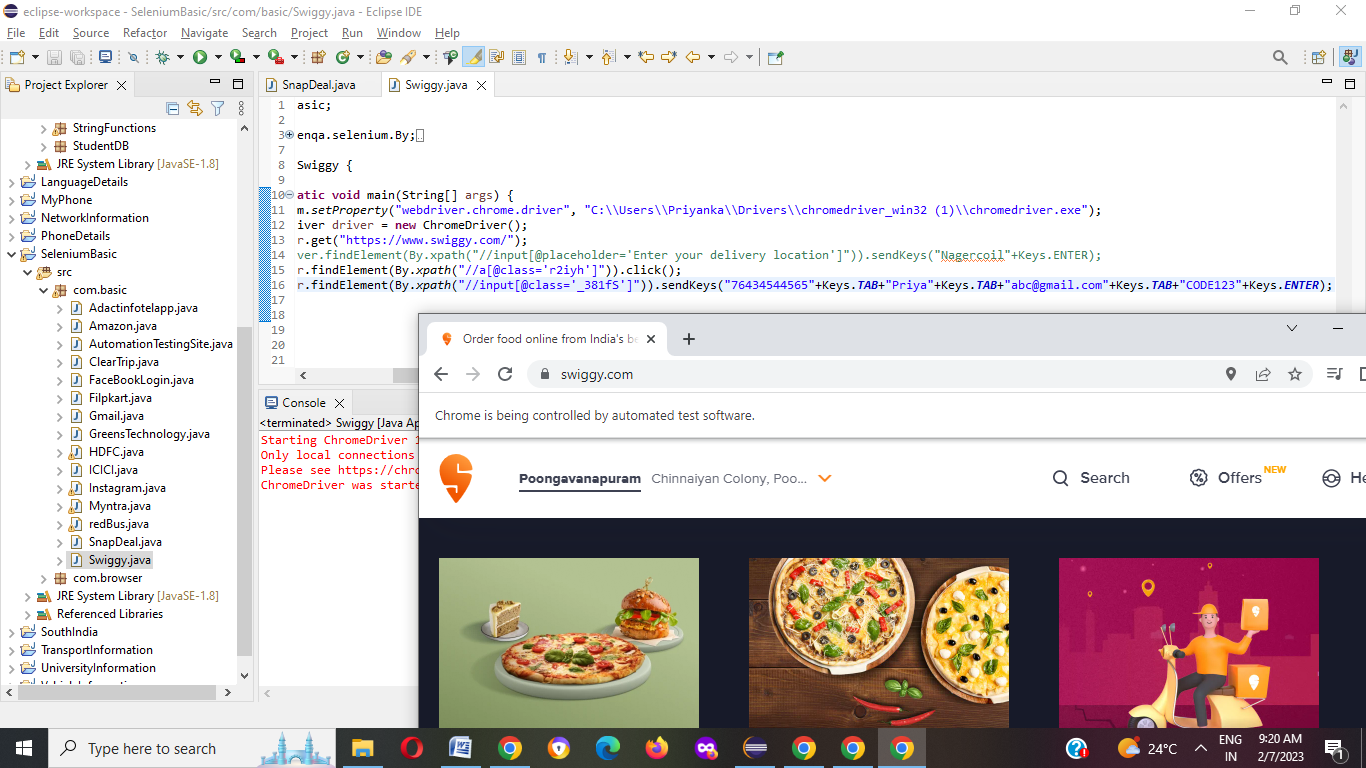 eclipse-workspace - SeleniumBasic/src/com/basic/Swiggy.java - Eclipse IDE
File Edit Source Refactor Navigate Search Project Run Window Help
Project Explorer
StringFunctions
StudentDB
JRE System Library [JavaSE-1.8]
LanguageDetails
MyPhone
NetworkInformation
PhoneDetails
SeleniumBasic
src
com.basic
Adactinfotelapp.java
Amazon.java
AutomationTestingSite.java
ClearTrip.java
FaceBookLogin.java
Filpkart.java
Gmail.java
GreensTechnology.java
HDFC.java
ICICI.java
Instagram.java
Myntra.java
redBus.java
SnapDeal.java
Swiggy.java
com.browser
JRE System Library [JavaSE-1.8]
Referenced Libraries
SouthIndia
TransportInformation
UniversityInformation
SnapDeal.java Swiggy.java
1 asic;
2
3 enqa.selenium.By;
7
8 Swiggy {
9
10 atic void main(String[] args) {
11 m.setProperty("webdriver.chrome.driver", "C:\\Users\\Priyanka\\Drivers\\chromedriver_win32 (1)\\chromedriver.exe");
12 iver driver = new ChromeDriver();
13 r.get("https://www.swiggy.com/");
14 ver.findElement(By.xpath("//input[@placeholder='Enter your delivery location']")).sendKeys("Nagercoil"+Keys.ENTER);
15 r.findElement(By.xpath("//a[@class='r2iyh']")).click();
16 r.findElement(By.xpath("//input[@class='_381fS']")).sendKeys("76434544565"+Keys.TAB+"Priya"+Keys.TAB+"abc@gmail.com"+Keys.TAB+"CODE123"+Keys.ENTER);
17
18
19
20
21
Console
<terminated> Swiggy [Java Ap
Starting ChromeDriver
Only local connections
Please see https://chro
ChromeDriver was starte
Order food online from India's be
swiggy.com
Chrome is being controlled by automated test software.
Poongavanapuram Chinnaiyan Colony, Poo... Search Offers NEW He
Type here to search
24°C
ENG
IN
9:20 AM
2/7/2023
1